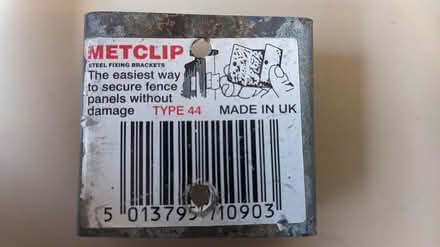 METCLIP
STEEL FIXING BRACKETS
The easiest way
to secure fence
panels without
damage TYPE 44 MADE IN UK
5 013795 710903